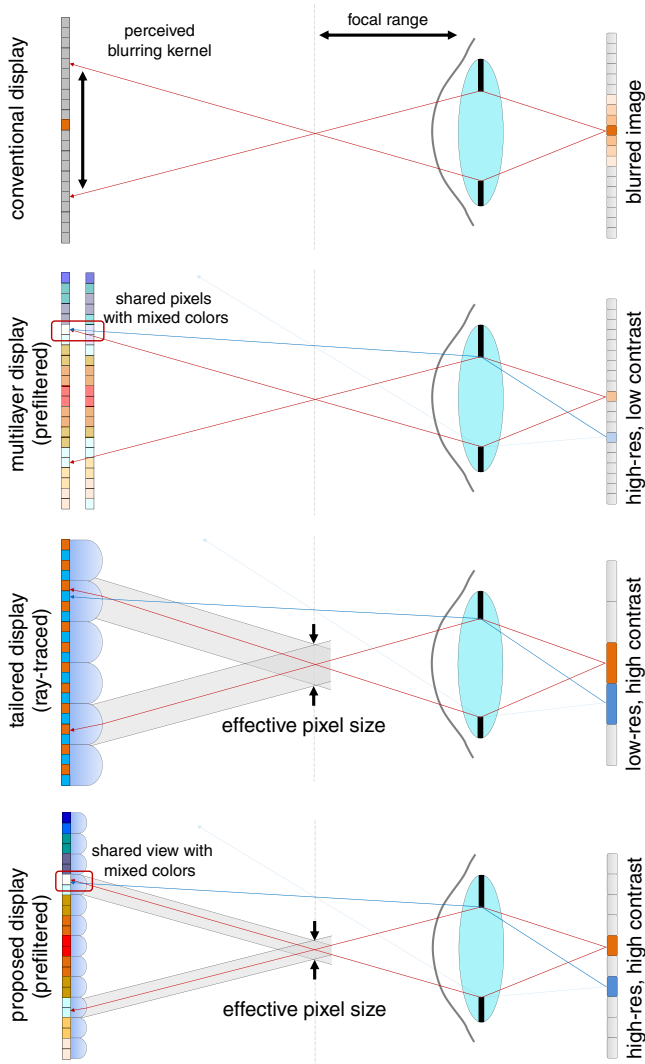 conventional display
perceived
blurring kernel
focal range
blurred image
multilayer display
(prefiltered)
shared pixels
with mixed colors
high-res, low contrast
tailored display
(ray-traced)
effective pixel size
low-res, high contrast
proposed display
(prefiltered)
shared view with
mixed colors
effective pixel size
high-res, high contrast